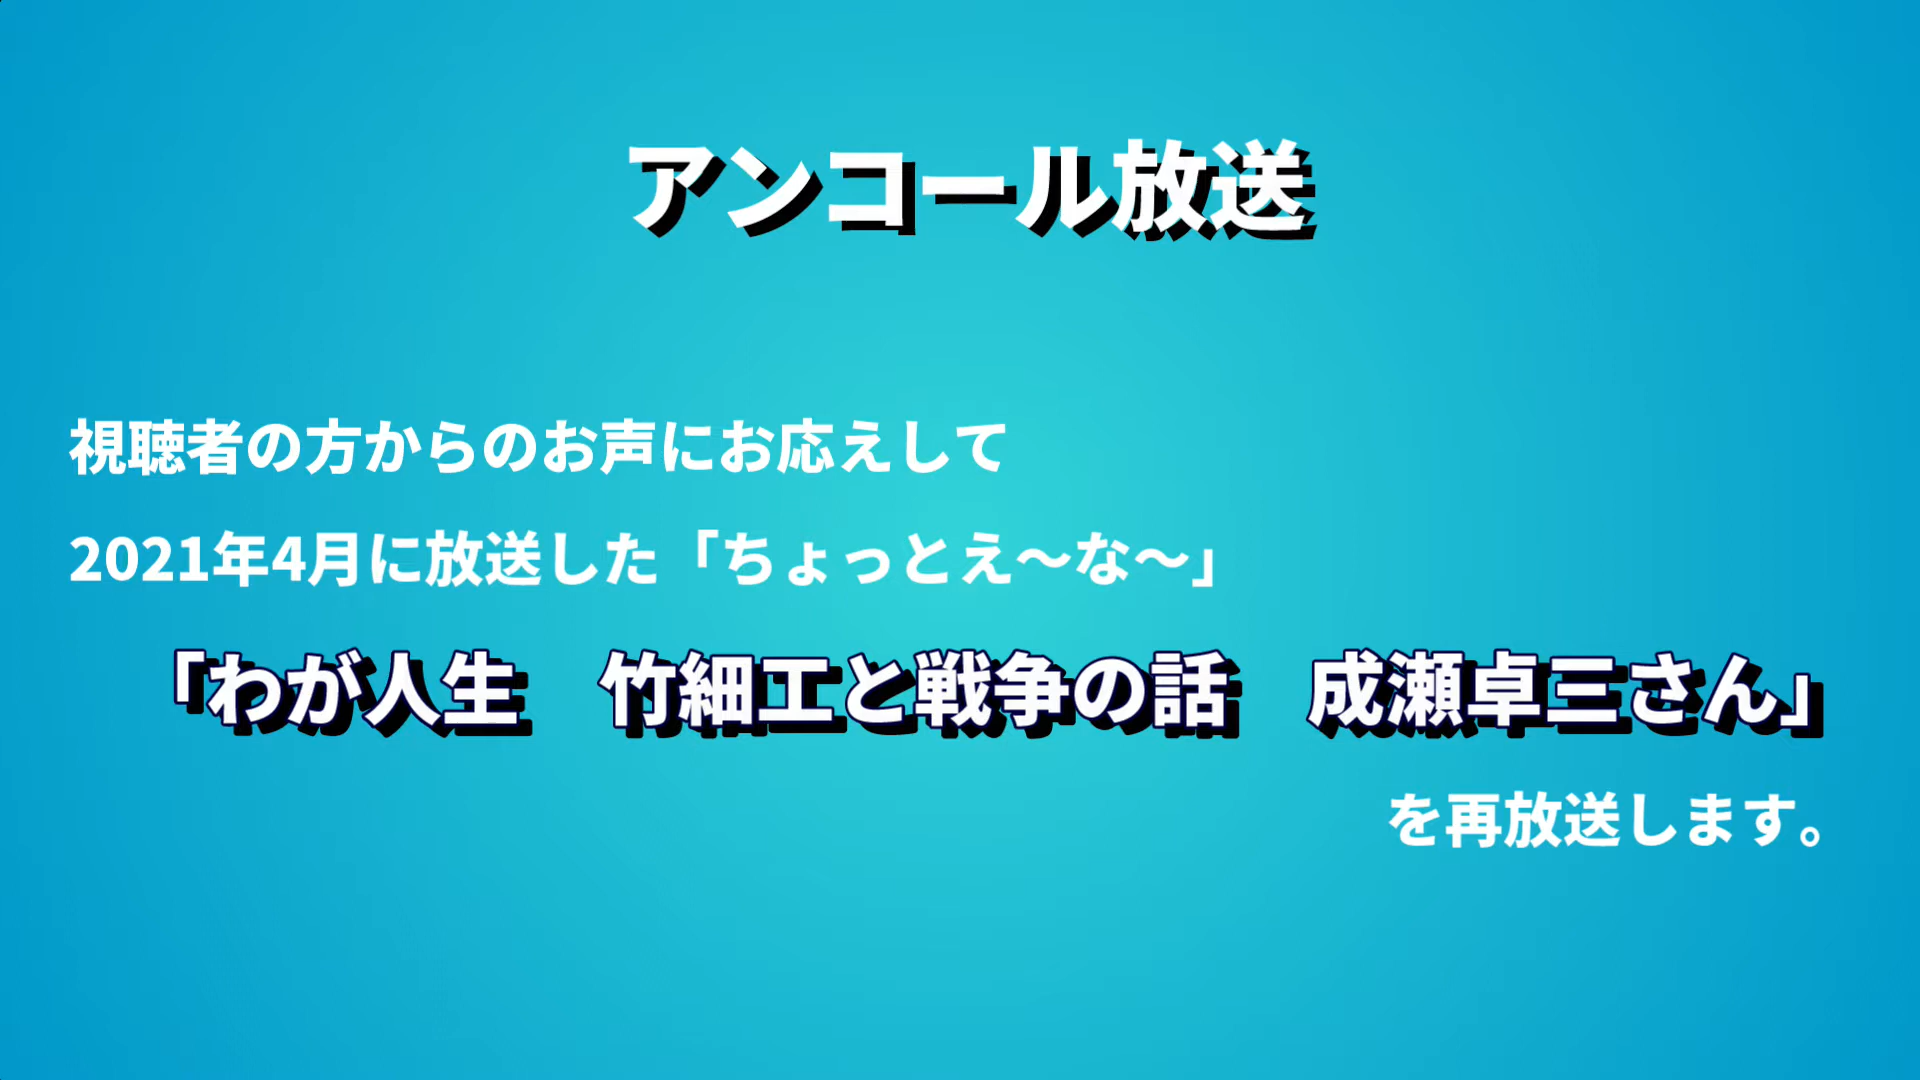 アンコール放送
視聴者の方からのお声にお応えして
2021年4月に放送した「ちょっとえ～な～」
「わが人生　竹細工と戦争の話　成瀬卓三さん」
を再放送します。